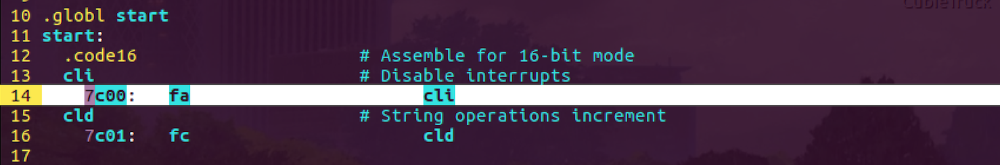 CubieTruck
10 .globl start
11 start:
12   .code16                     # Assemble for 16-bit mode
13   cli                         # Disable interrupts
14     7c00:   fa                      cli
15   cld                         # String operations increment
16     7c01:   fc                      cld
17